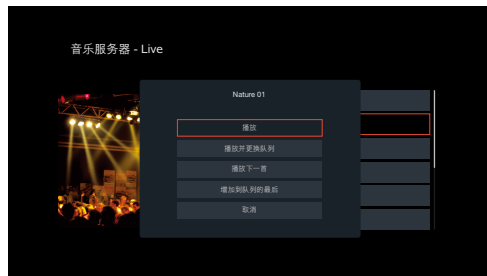 音乐服务器 - Live
Nature 01
播放
播放并更换队列
播放下一首
增加到队列的最后
取消